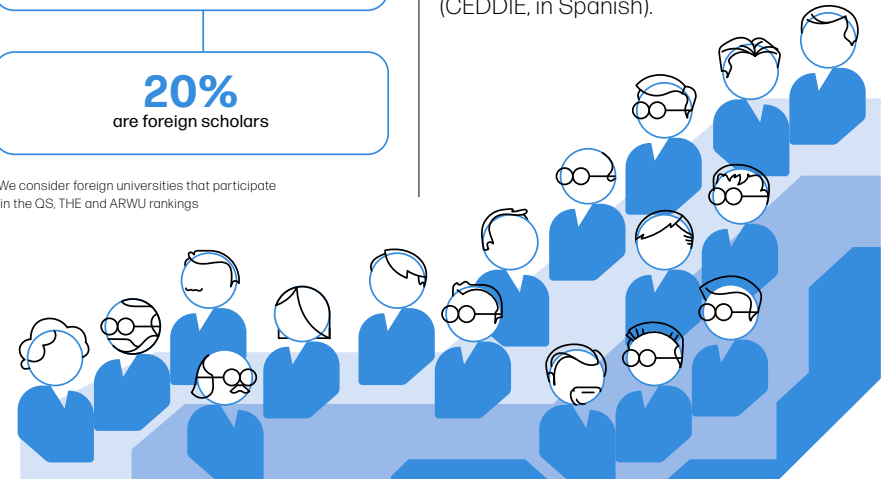 (CEDDIE, in Spanish).
20%
are foreign scholars
We consider foreign universities that participate
in the QS, THE and ARWU rankings